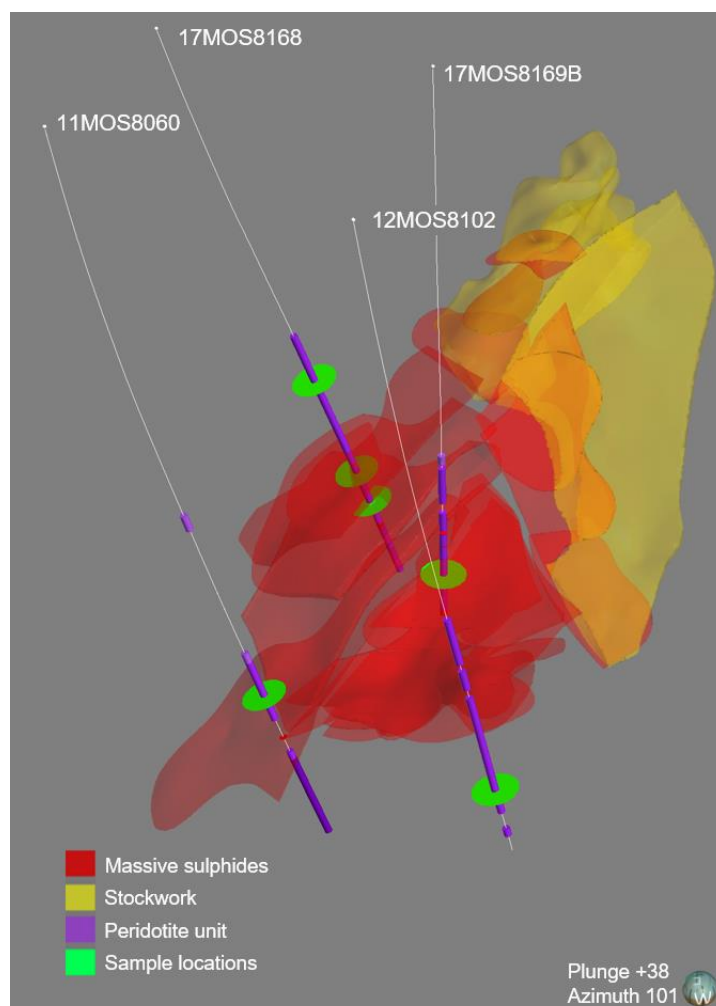 17MOS8168
17MOS8169B
11MOS8060
12MOS8102
Massive sulphides
Stockwork
Peridotite unit
Sample locations
Plunge +38
Azimuth 101
W